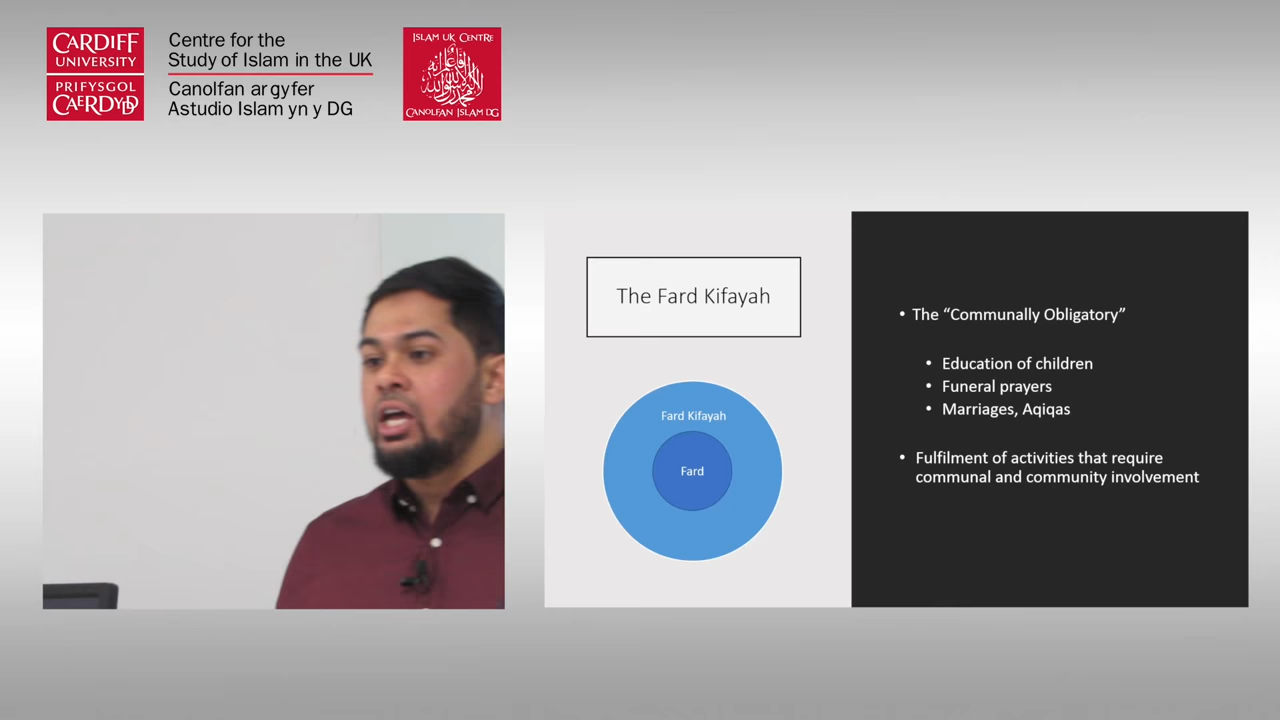 CARDIFF
UNIVERSITY
PRIFYSGOL
CAERDYDD
Centre for the
Study of Islam in the UK
Canolfan ar gyfer
Astudio Islam yn y DG
ISLAM UK CENTRE
CANOLFAN ISLAM DG
The Fard Kifayah
Fard Kifayah
Fard
• The “Communally Obligatory”
• Education of children
• Funeral prayers
• Marriages, Aqiqas
• Fulfilment of activities that require
communal and community involvement